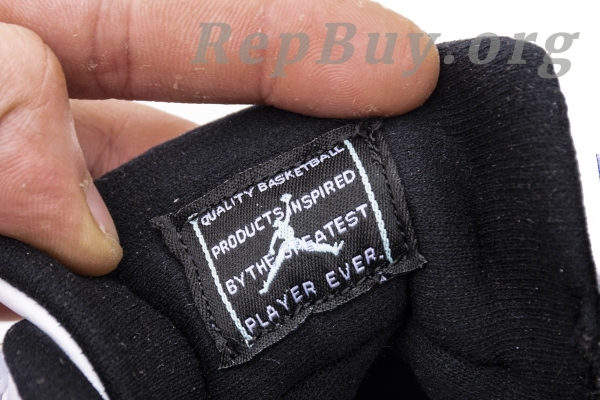 RepBuy.org
QUALITY BASKETBALL
PRODUCTS INSPIRED
BY THE GREATEST
PLAYER EVER.